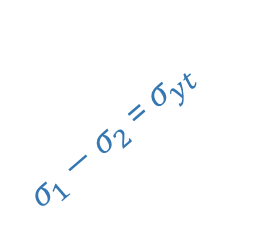 σ₁ − σ₂ = σyt